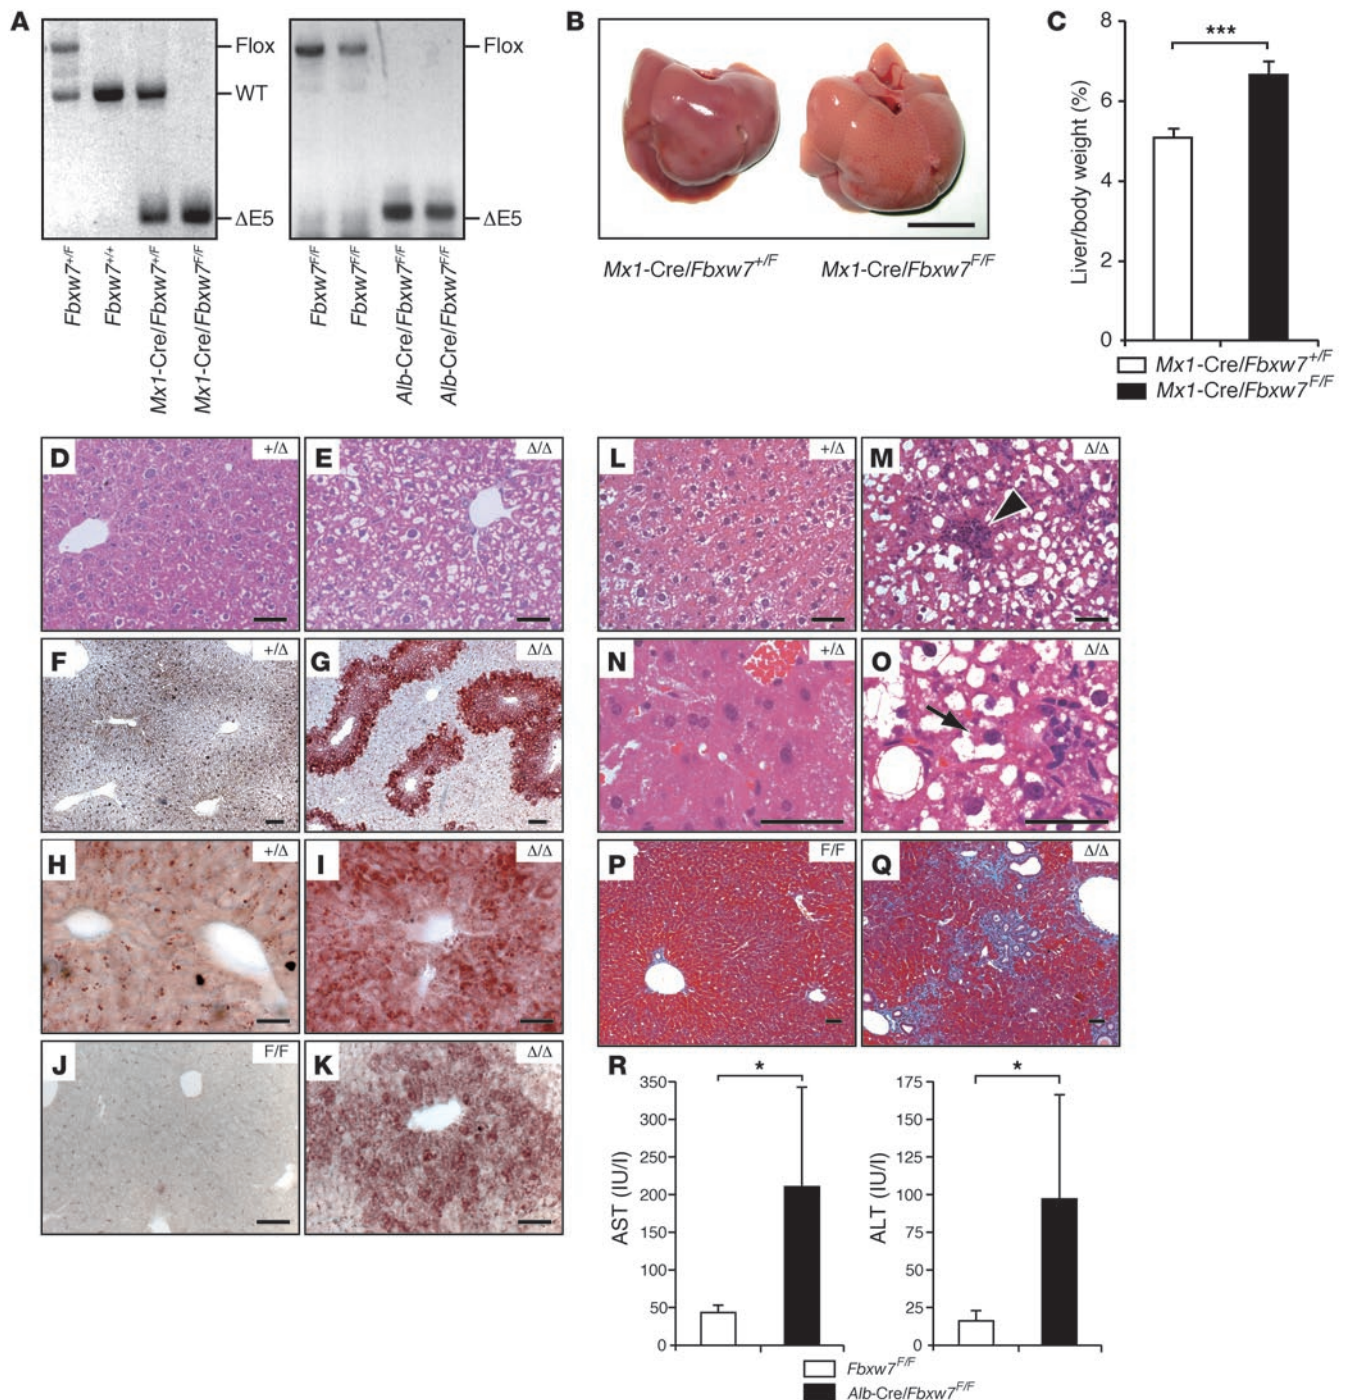 A
Flox
WT
ΔE5
Fbxw7+/F
Fbxw7+/+
Mx1-Cre/Fbxw7+/F
Mx1-Cre/Fbxw7F/F
Flox
ΔE5
Fbxw7F/F
Fbxw7F/F
Alb-Cre/Fbxw7F/F
Alb-Cre/Fbxw7F/F
B
Mx1-Cre/Fbxw7+/F
Mx1-Cre/Fbxw7F/F
C
Liver/body weight (%)
8
6
4
2
0
***
Mx1-Cre/Fbxw7+/F
Mx1-Cre/Fbxw7F/F
D +/Δ
E Δ/Δ
L +/Δ
M Δ/Δ
F +/Δ
G Δ/Δ
N +/Δ
O Δ/Δ
H +/Δ
I Δ/Δ
P F/F
Q Δ/Δ
J F/F
K Δ/Δ
R
AST (IU/l)
350
300
250
200
150
100
50
0
*
ALT (IU/l)
175
150
125
100
75
50
25
0
*
Fbxw7F/F
Alb-Cre/Fbxw7F/F